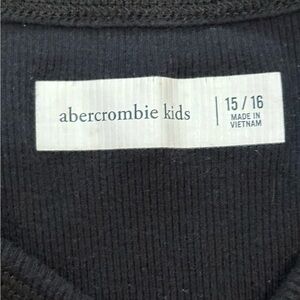 abercrombie kids
15 / 16
MADE IN
VIETNAM